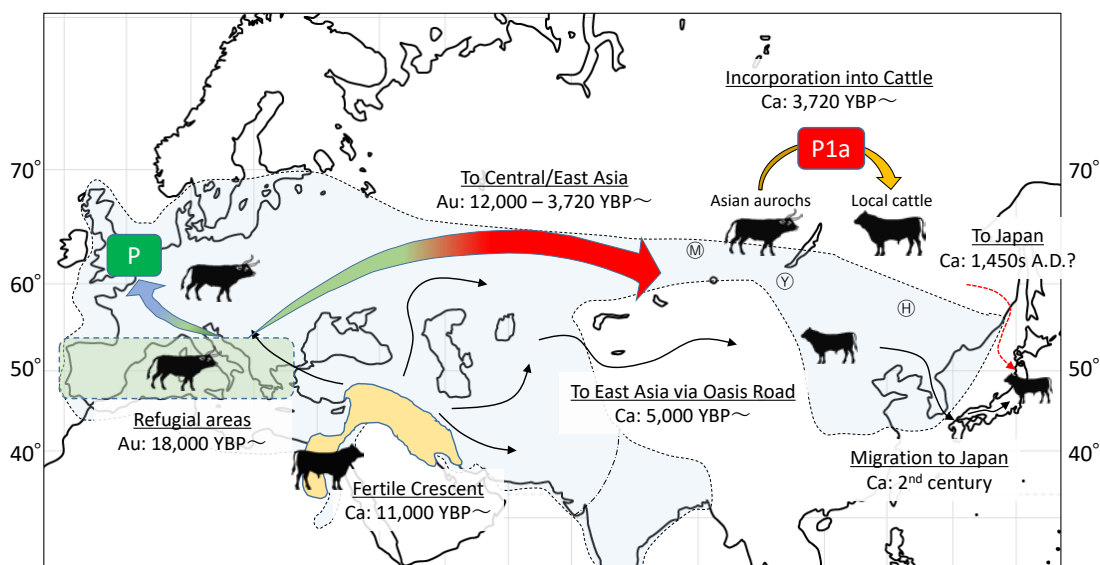 Incorporation into Cattle
Ca: 3,720 YBP～
P1a
70°
70°
To Central/East Asia
Au: 12,000 – 3,720 YBP～
Asian aurochs
Local cattle
To Japan
Ca: 1,450s A.D.?
P
M
60°
60°
Y
H
50°
50°
To East Asia via Oasis Road
Ca: 5,000 YBP～
Refugial areas
Au: 18,000 YBP～
40°
40°
Migration to Japan
Ca: 2nd century
Fertile Crescent
Ca: 11,000 YBP～